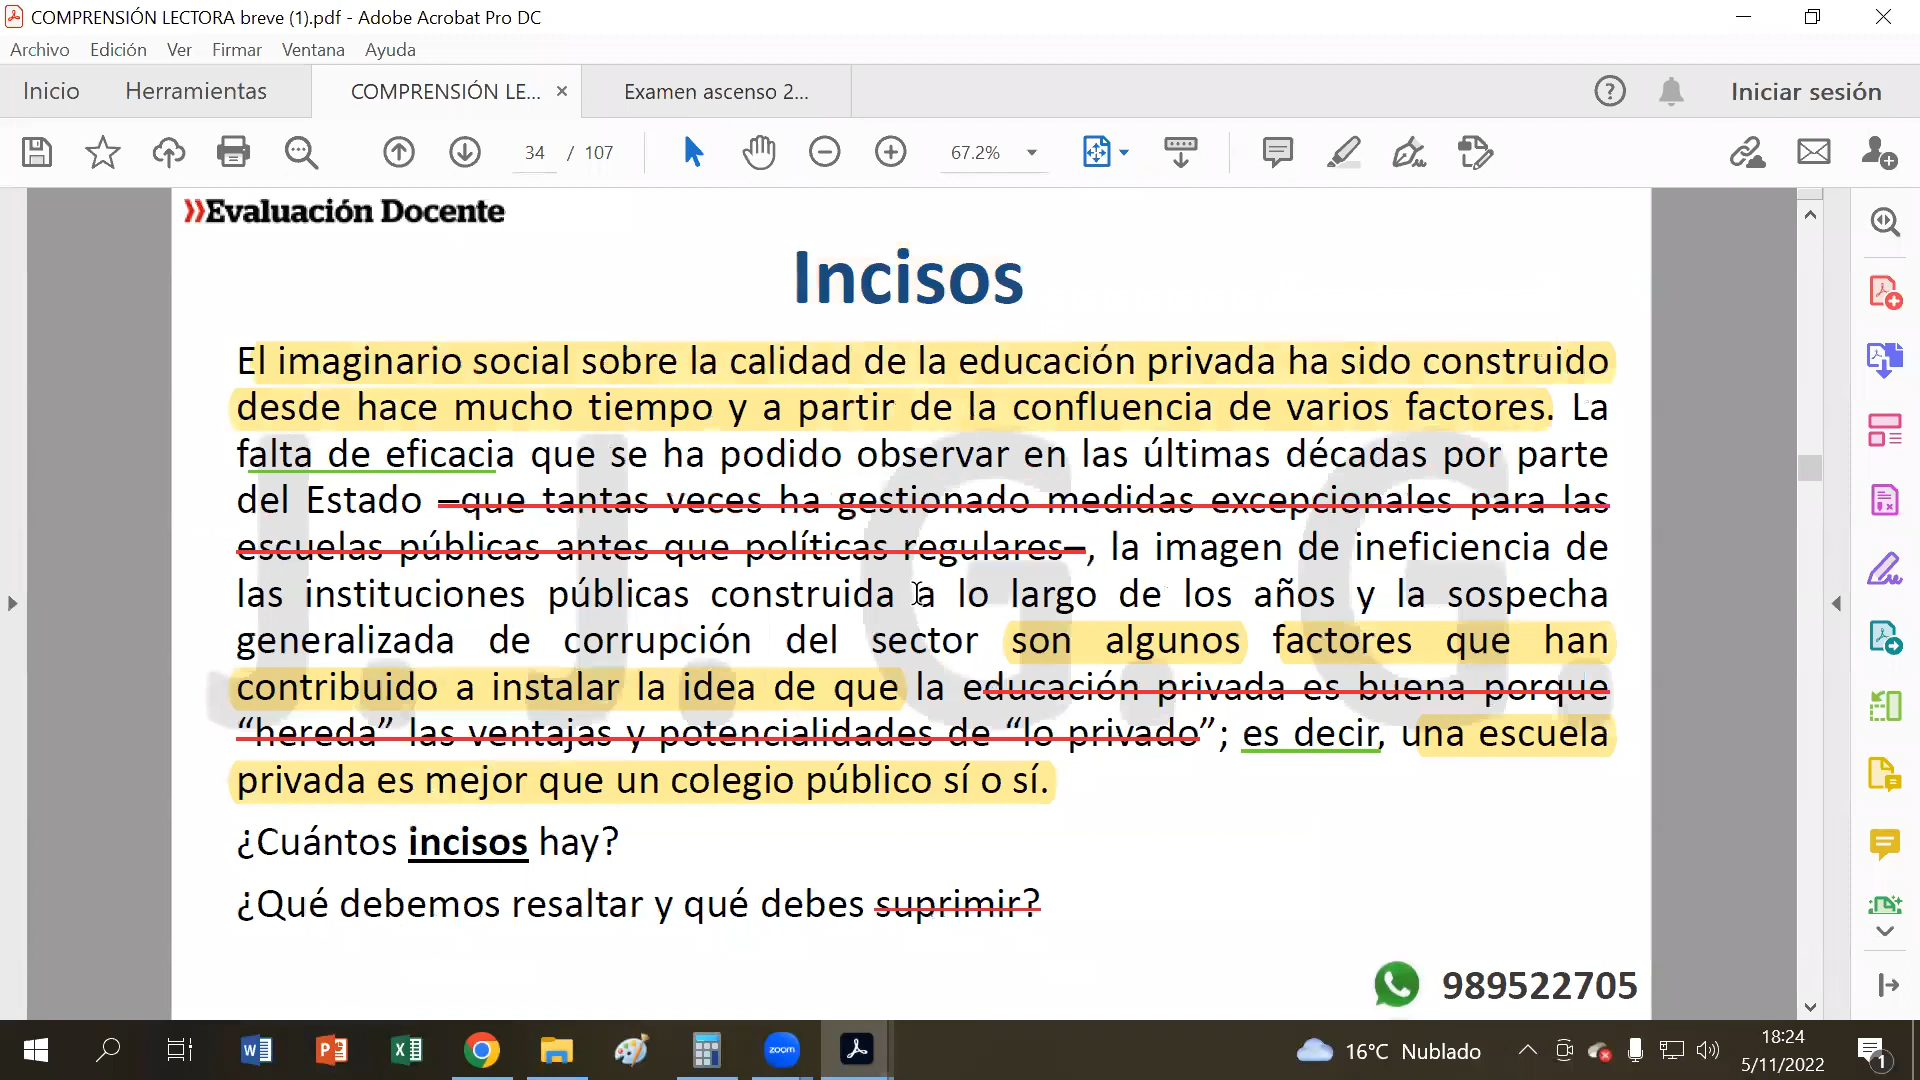 COMPRENSIÓN LECTORA breve (1).pdf - Adobe Acrobat Pro DC
Archivo Edición Ver Firmar Ventana Ayuda
Inicio Herramientas COMPRENSIÓN LE... × Examen ascenso 2... Iniciar sesión
34 / 107 67.2%
Evaluación Docente
Incisos
El imaginario social sobre la calidad de la educación privada ha sido construido
desde hace mucho tiempo y a partir de la confluencia de varios factores. La
falta de eficacia que se ha podido observar en las últimas décadas por parte
del Estado –que tantas veces ha gestionado medidas excepcionales para las
escuelas públicas antes que políticas regulares–, la imagen de ineficiencia de
las instituciones públicas construida a lo largo de los años y la sospecha
generalizada de corrupción del sector son algunos factores que han
contribuido a instalar la idea de que la educación privada es buena porque
“hereda” las ventajas y potencialidades de “lo privado”; es decir, una escuela
privada es mejor que un colegio público sí o sí.
¿Cuántos incisos hay?
¿Qué debemos resaltar y qué debes suprimir?
989522705
J. J. G. G.
zoom
16°C Nublado
18:24
5/11/2022
1